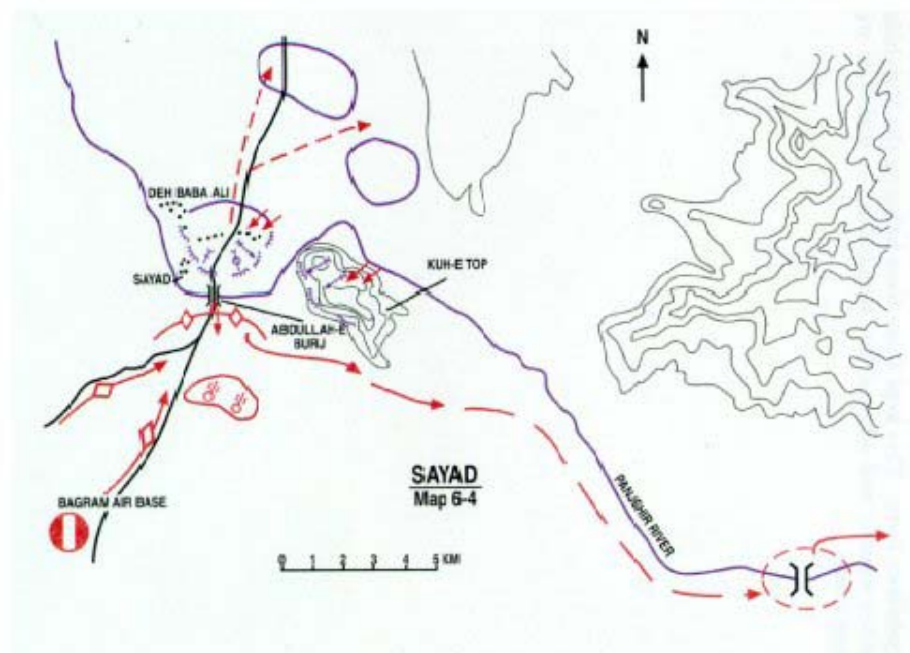 N
DEH BABA ALI
SAYAD
KUH-E TOP
ABDULLAH-E
BURJ
BAGRAM AIR BASE
SAYAD
Map 6-4
PANJSHIR RIVER
0 1 2 3 4 5 KM